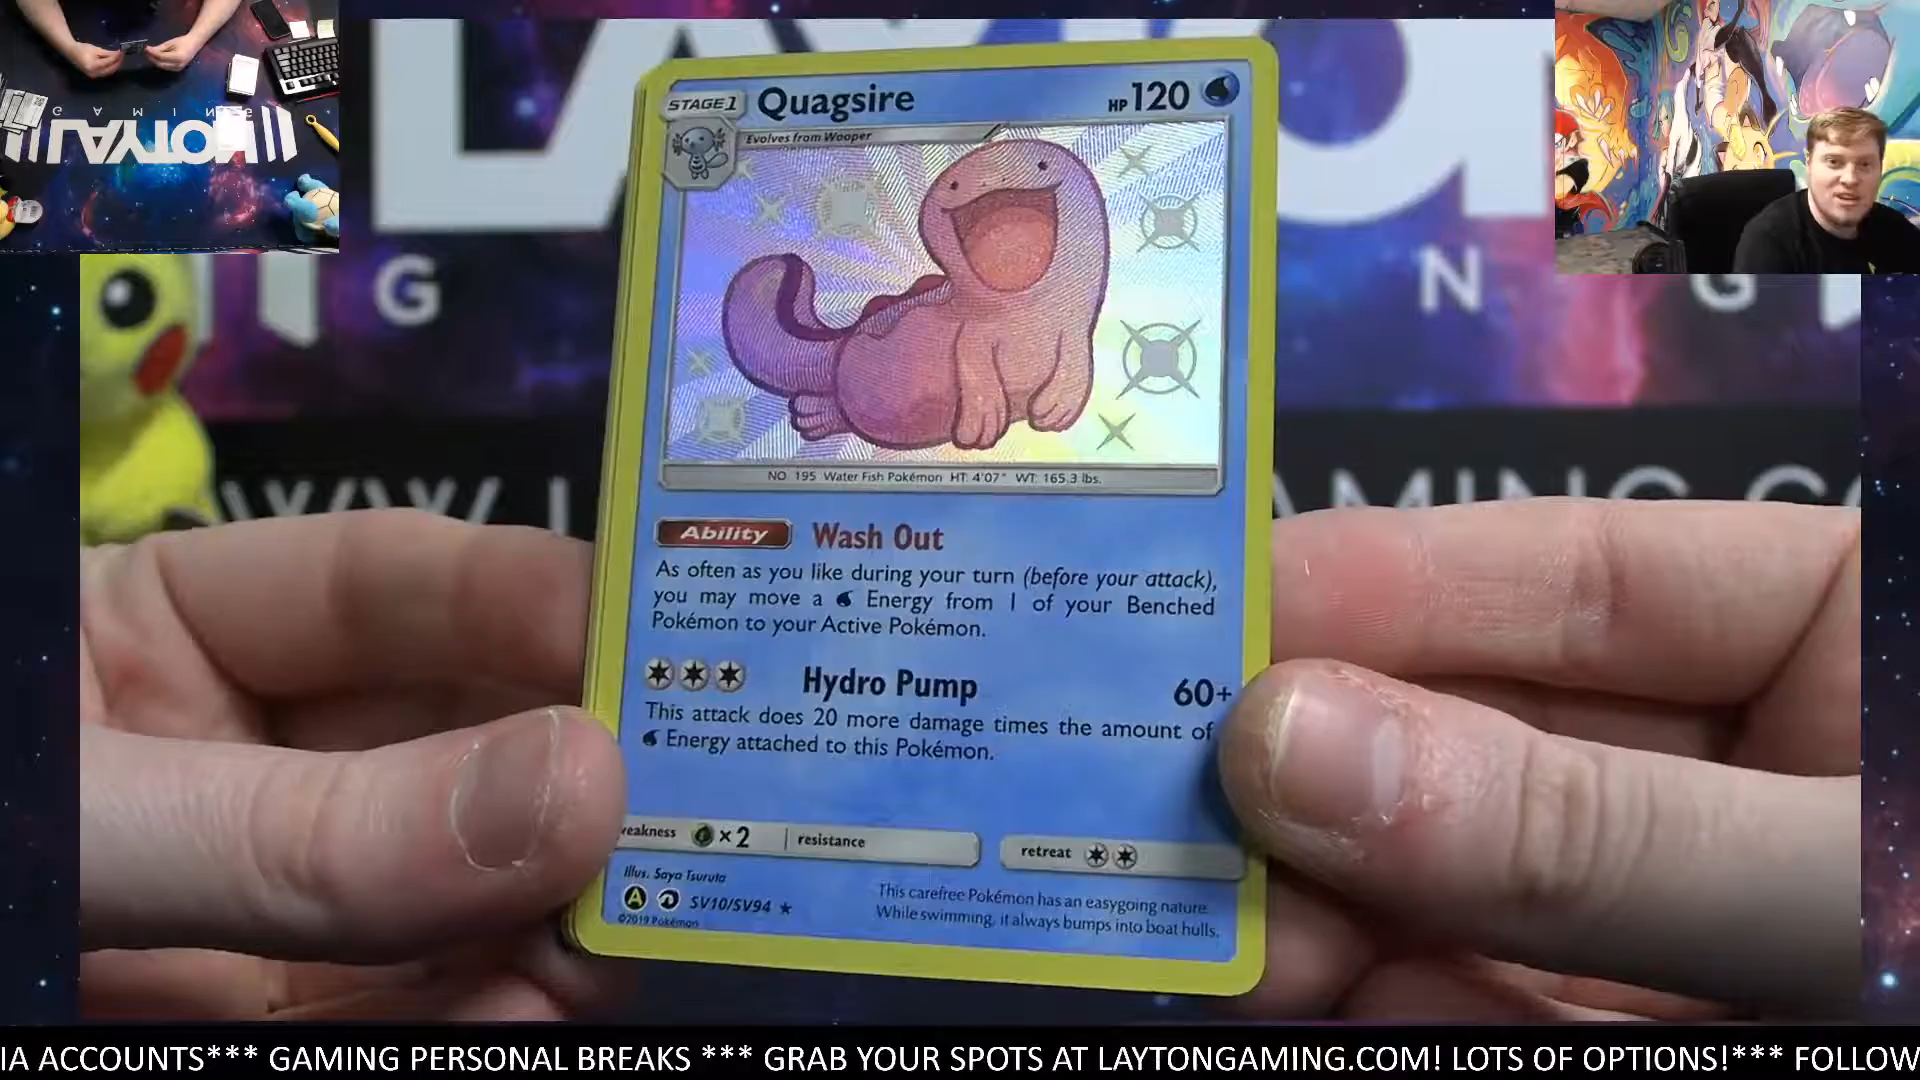 STAGE 1 Quagsire HP 120
Evolves from Wooper
G
N G
NO. 195 Water Fish Pokémon HT: 4'07" WT: 165.3 lbs.
Ability Wash Out
As often as you like during your turn (before your attack),
you may move a Energy from 1 of your Benched
Pokémon to your Active Pokémon.
Hydro Pump 60+
This attack does 20 more damage times the amount of
Energy attached to this Pokémon.
weakness ×2 resistance retreat
Illus. Saya Tsuruta
A SV10/SV94
©2019 Pokémon
This carefree Pokémon has an easygoing nature.
While swimming, it always bumps into boat hulls.
IA ACCOUNTS*** GAMING PERSONAL BREAKS *** GRAB YOUR SPOTS AT LAYTONGAMING.COM! LOTS OF OPTIONS!*** FOLLOW